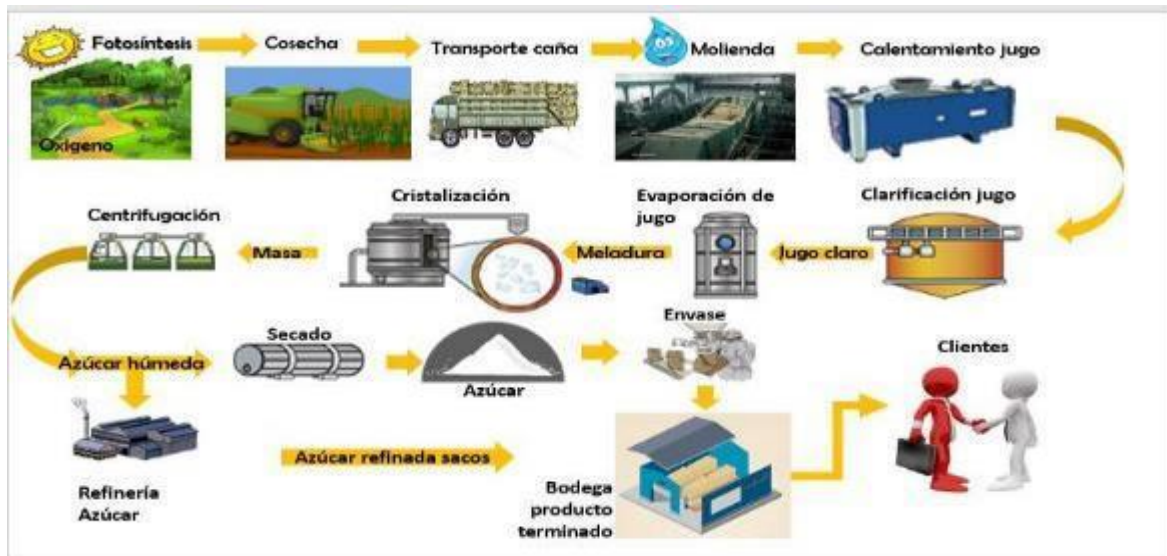 Fotosíntesis
Cosecha
Transporte caña
Molienda
Calentamiento jugo
Oxigeno
Clarificación jugo
Jugo claro
Evaporación de
jugo
Meladura
Cristalización
Masa
Centrifugación
Azúcar húmeda
Secado
Azúcar
Envase
Clientes
Refinería
Azúcar
Azúcar refinada sacos
Bodega
producto
terminado